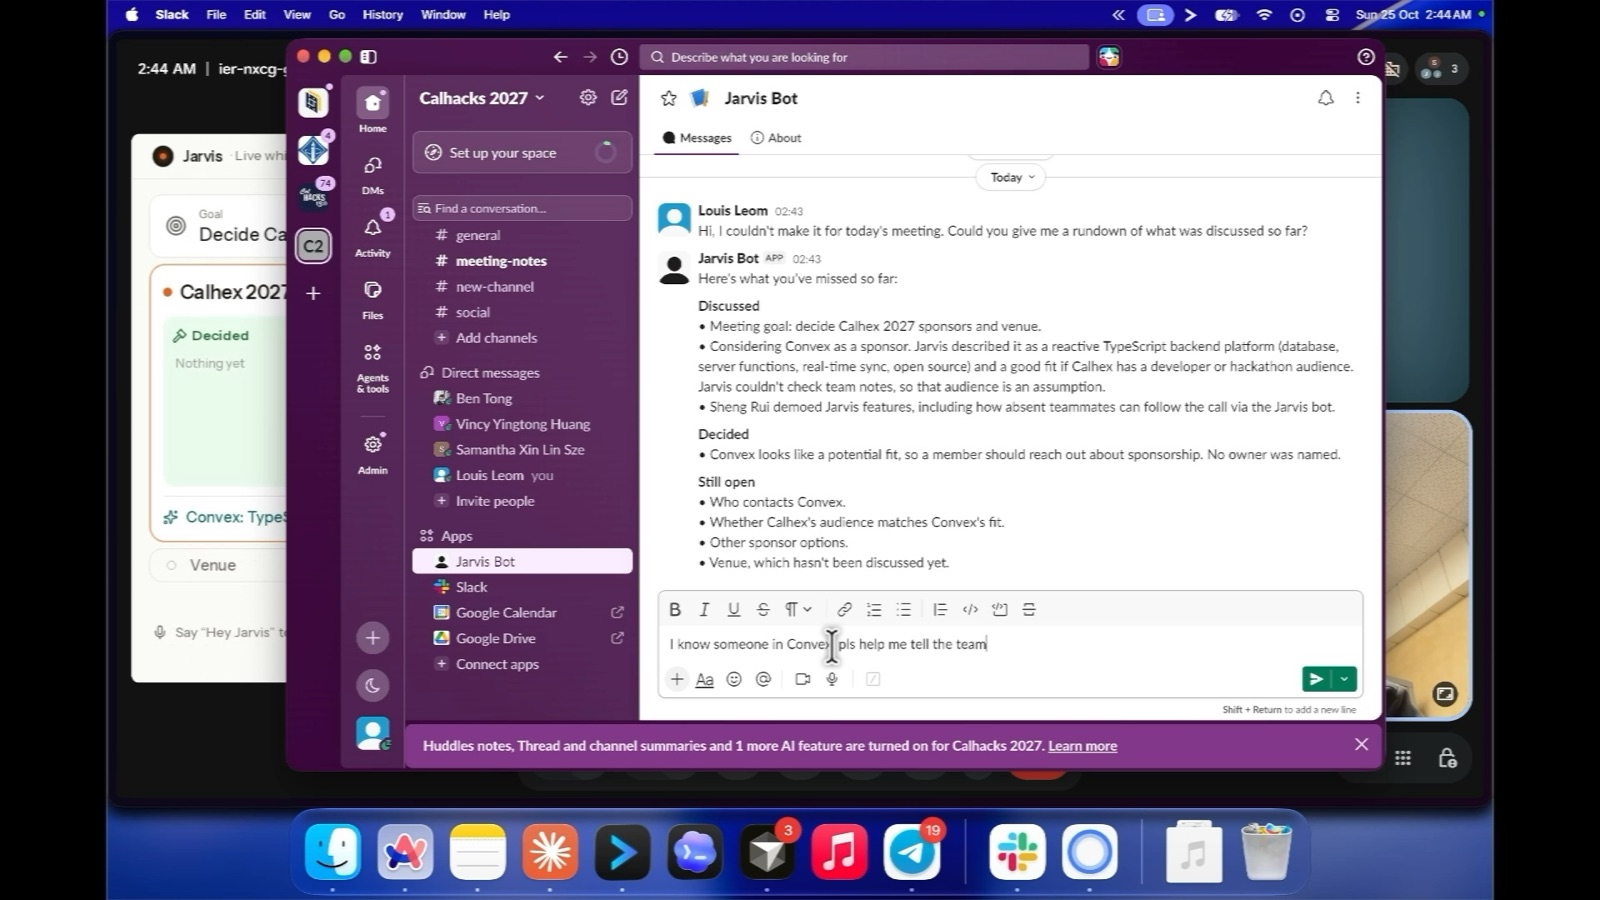 Slack File Edit View Go History Window Help
Sun 25 Oct 2:44 AM
2:44 AM | ier-nxcg-
Describe what you are looking for
3
Jarvis · Live whi
Goal
Decide Ca
Calhex 2027
Decided
Nothing yet
Convex: TypeS
Venue
Say “Hey Jarvis” to
4
74
C2
Home
DMs
1
Activity
Files
Agents
& tools
Admin
Calhacks 2027
Set up your space
Find a conversation...
# general
# meeting-notes
# new-channel
# social
Add channels
Direct messages
Ben Tong
Vincy Yingtong Huang
Samantha Xin Lin Sze
Louis Leom you
Invite people
Apps
Jarvis Bot
Slack
Google Calendar
Google Drive
Connect apps
Jarvis Bot
Messages About
Today
Louis Leom 02:43
Hi, I couldn't make it for today's meeting. Could you give me a rundown of what was discussed so far?
Jarvis Bot APP 02:43
Here's what you've missed so far:
Discussed
• Meeting goal: decide Calhex 2027 sponsors and venue.
• Considering Convex as a sponsor. Jarvis described it as a reactive TypeScript backend platform (database,
server functions, real-time sync, open source) and a good fit if Calhex has a developer or hackathon audience.
Jarvis couldn't check team notes, so that audience is an assumption.
• Sheng Rui demoed Jarvis features, including how absent teammates can follow the call via the Jarvis bot.
Decided
• Convex looks like a potential fit, so a member should reach out about sponsorship. No owner was named.
Still open
• Who contacts Convex.
• Whether Calhex's audience matches Convex's fit.
• Other sponsor options.
• Venue, which hasn't been discussed yet.
B I U S
I know someone in Convex pls help me tell the team
Aa
Shift + Return to add a new line
Huddles notes, Thread and channel summaries and 1 more AI feature are turned on for Calhacks 2027. Learn more
3
19